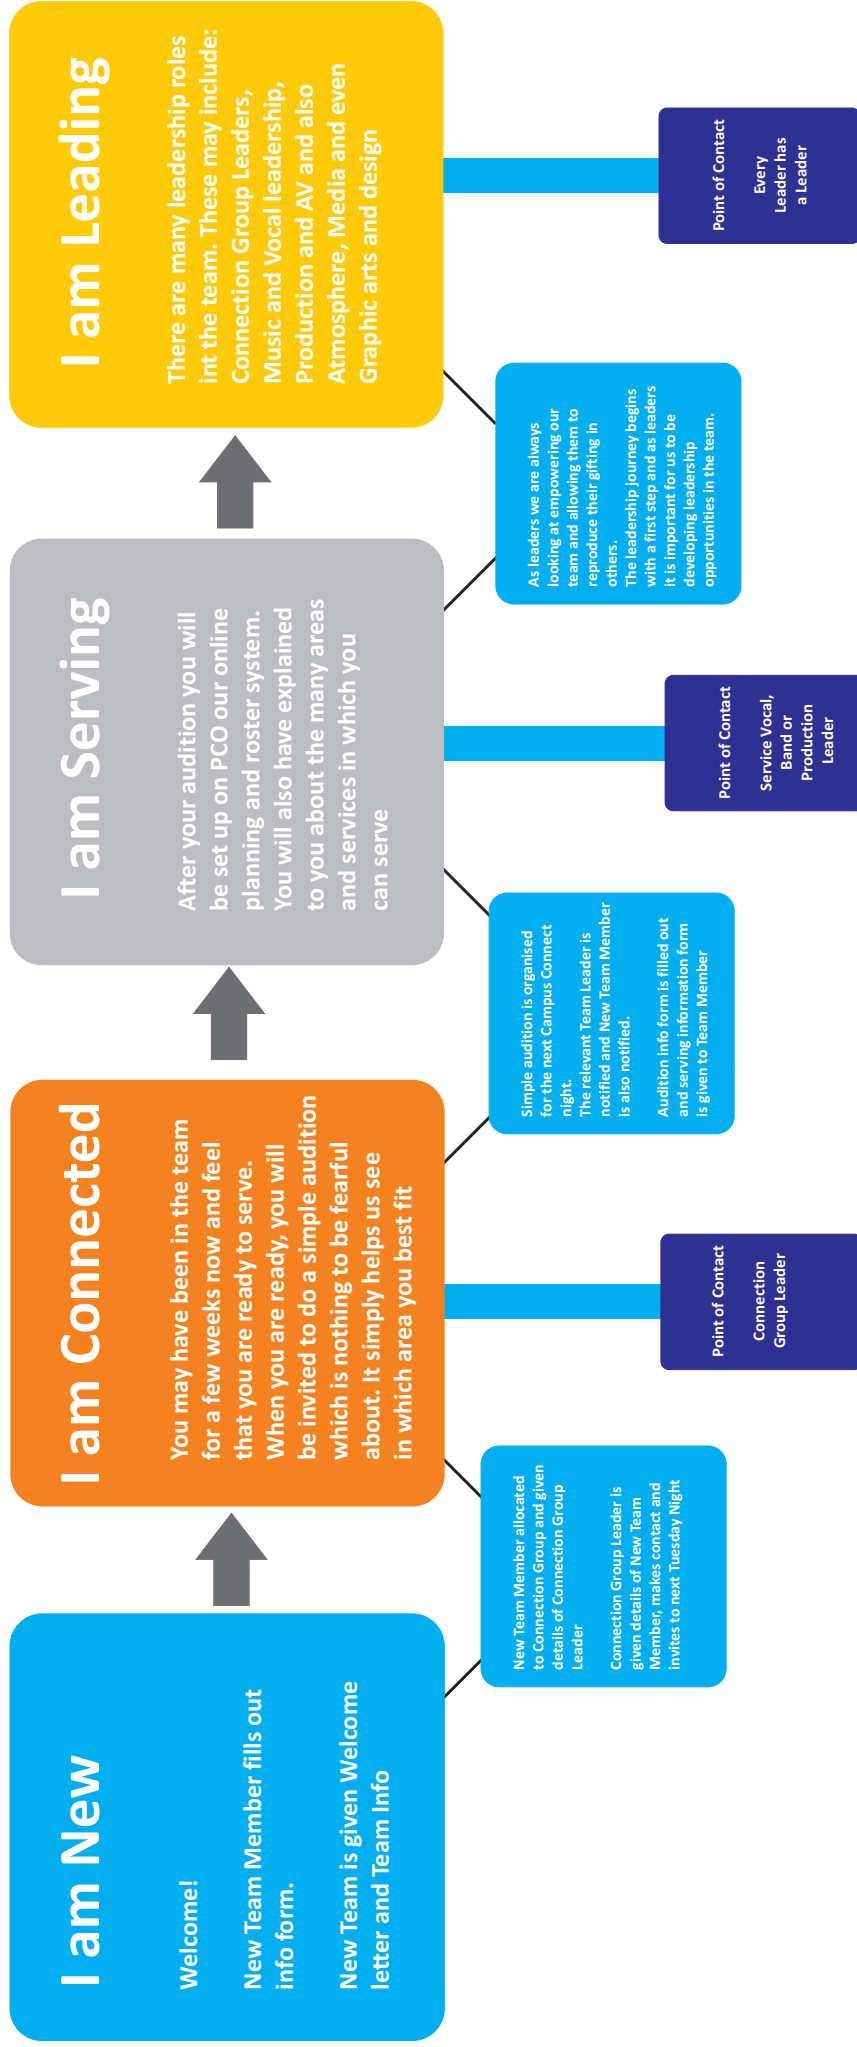 I am New
Welcome!
New Team Member fills out
info form.
New Team is given Welcome
letter and Team Info
New Team Member allocated
to Connection Group and given
details of Connection Group
Leader
Connection Group Leader is
given details of New Team
Member, makes contact and
invites to next Tuesday Night
I am Connected
You may have been in the team
for a few weeks now and feel
that you are ready to serve.
When you are ready, you will
be invited to do a simple audition
which is nothing to be fearful
about. It simply helps us see
in which area you best fit
Point of Contact
Connection
Group Leader
Simple audition is organised
for the next Campus Connect
night.
The relevant Team Leader is
notified and New Team Member
is also notified.
Audition info form is filled out
and serving information form
is given to Team Member
I am Serving
After your audition you will
be set up on PCO our online
planning and roster system.
You will also have explained
to you about the many areas
and services in which you
can serve
Point of Contact
Service Vocal,
Band or
Production
Leader
As leaders we are always
looking at empowering our
team and allowing them to
reproduce their gifting in
others.
The leadership journey begins
with a first step and as leaders
it is important for us to be
developing leadership
opportunities in the team.
I am Leading
There are many leadership roles
int the team. These may include:
Connection Group Leaders,
Music and Vocal leadership,
Production and AV and also
Atmosphere, Media and even
Graphic arts and design
Point of Contact
Every
Leader has
a Leader